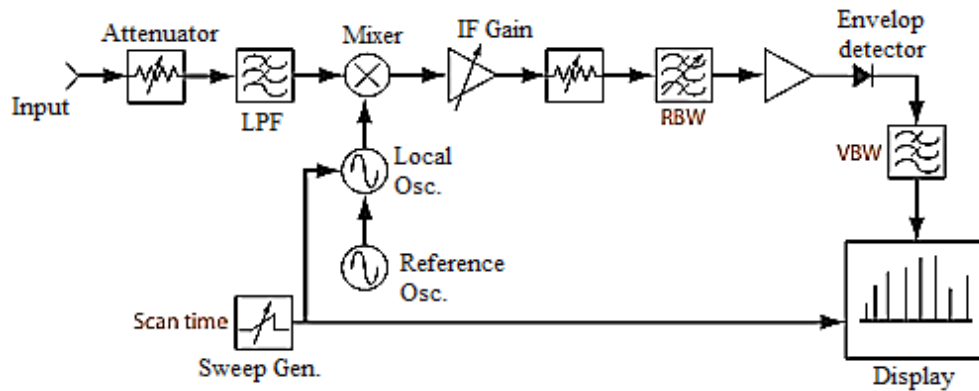 Attenuator
Input
LPF
Mixer
IF Gain
RBW
Envelop
detector
VBW
Local
Osc.
Reference
Osc.
Scan time
Sweep Gen.
Display